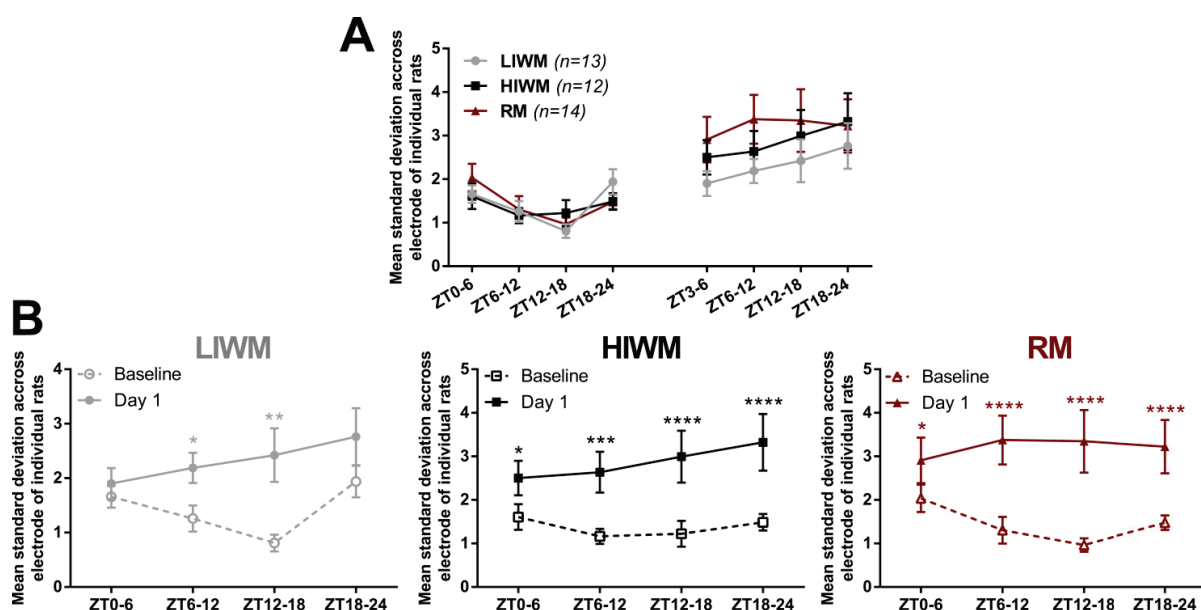 A
Mean standard deviation accross
electrode of individual rats
5
4
3
2
1
0
LIWM (n=13)
HIWM (n=12)
RM (n=14)
ZT0-6
ZT6-12
ZT12-18
ZT18-24
ZT3-6
ZT6-12
ZT12-18
ZT18-24
B
LIWM
Mean standard deviation accross
electrode of individual rats
4
3
2
1
0
Baseline
Day 1
*
**
ZT0-6
ZT6-12
ZT12-18
ZT18-24
HIWM
Mean standard deviation accross
electrode of individual rats
5
4
3
2
1
0
Baseline
Day 1
*
***
****
****
ZT0-6
ZT6-12
ZT12-18
ZT18-24
RM
Mean standard deviation accross
electrode of individual rats
5
4
3
2
1
0
Baseline
Day 1
*
****
****
****
ZT0-6
ZT6-12
ZT12-18
ZT18-24